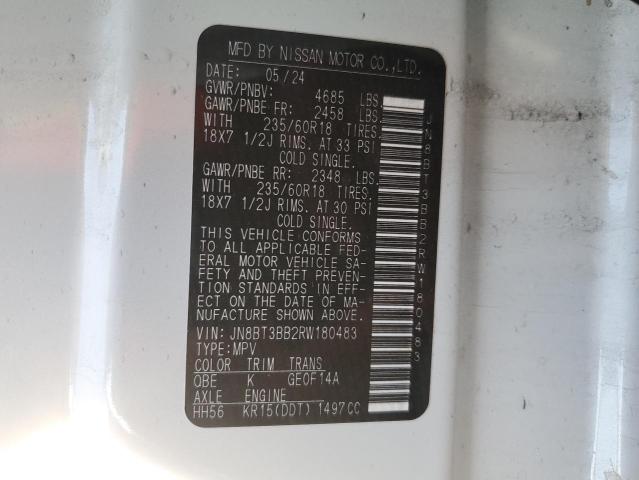 MFD BY NISSAN MOTOR CO.,LTD.
DATE: 05/24
GVWR/PNBV: 4685 LBS.
GAWR/PNBE FR: 2458 LBS.
WITH 235/60R18 TIRES.
18X7 1/2J RIMS. AT 33 PSI
COLD SINGLE.
GAWR/PNBE RR: 2348 LBS.
WITH 235/60R18 TIRES.
18X7 1/2J RIMS. AT 30 PSI
COLD SINGLE.
THIS VEHICLE CONFORMS
TO ALL APPLICABLE FED-
ERAL MOTOR VEHICLE SA-
FETY AND THEFT PREVEN-
TION STANDARDS IN EFF-
ECT ON THE DATE OF MA-
NUFACTURE SHOWN ABOVE.
VIN: JN8BT3BB2RW180483
TYPE:MPV
COLOR TRIM TRANS
QBE K GE0F14A
AXLE ENGINE
HH56 KR15(DDT) 1497CC
JN8BT3BB2RW180483